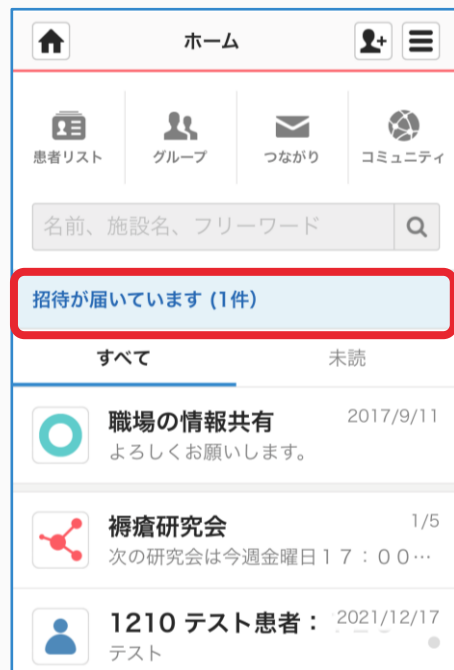 ホーム
患者リスト グループ つながり コミュニティ
名前、施設名、フリーワード
招待が届いています (1件)
すべて 未読
職場の情報共有 2017/9/11
よろしくお願いします。
褥瘡研究会 1/5
次の研究会は今週金曜日17:00…
1210 テスト患者: 2021/12/17
テスト